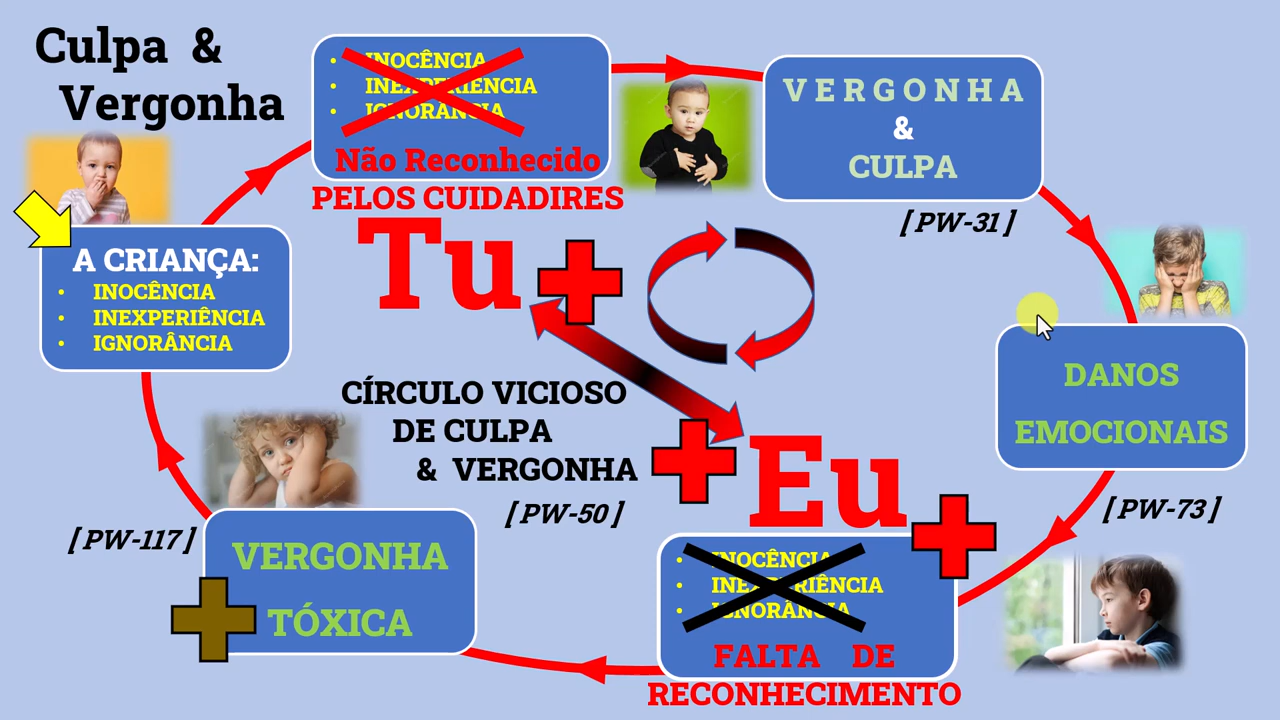 Culpa &
Vergonha
• INOCÊNCIA
• INEXPERIÊNCIA
• IGNORÂNCIA
Não Reconhecido
PELOS CUIDADIRES
VERGONHA
&
CULPA
[ PW-31 ]
A CRIANÇA:
• INOCÊNCIA
• INEXPERIÊNCIA
• IGNORÂNCIA
Tu
DANOS
EMOCIONAIS
[ PW-73 ]
CÍRCULO VICIOSO
DE CULPA
& VERGONHA
[ PW-50 ]
Eu
• INOCÊNCIA
• INEXPERIÊNCIA
• IGNORÂNCIA
FALTA DE
RECONHECIMENTO
[ PW-117 ]
VERGONHA
TÓXICA